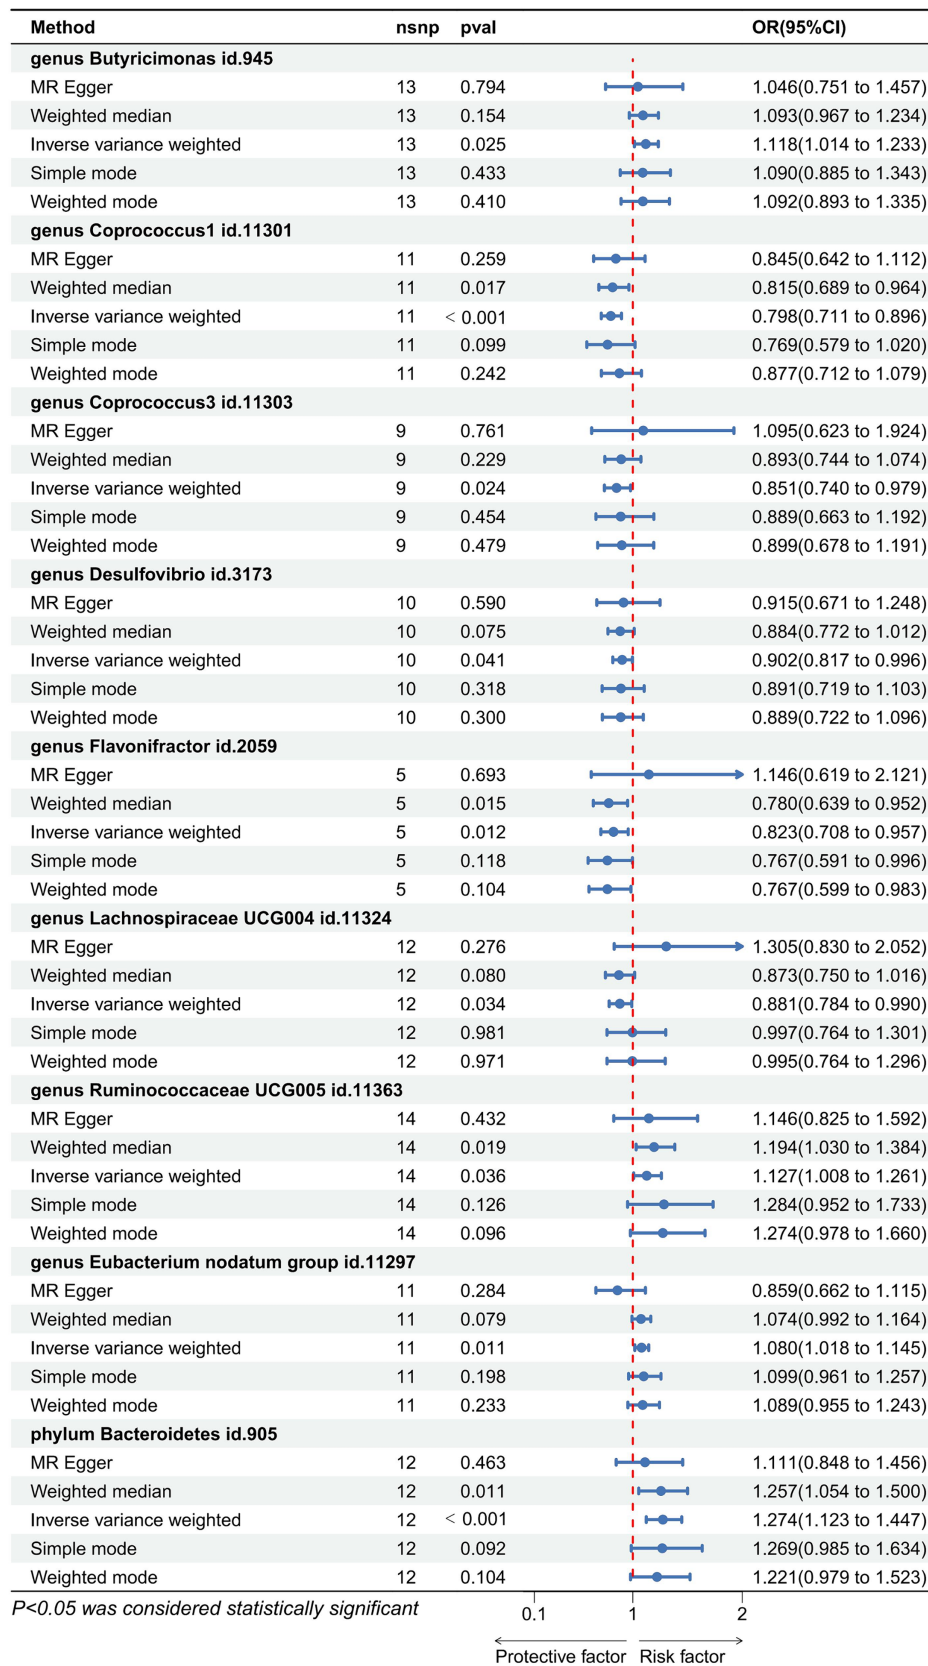 Method nsnp pval OR(95%CI)
genus Butyricimonas id.945
MR Egger 13 0.794 1.046(0.751 to 1.457)
Weighted median 13 0.154 1.093(0.967 to 1.234)
Inverse variance weighted 13 0.025 1.118(1.014 to 1.233)
Simple mode 13 0.433 1.090(0.885 to 1.343)
Weighted mode 13 0.410 1.092(0.893 to 1.335)
genus Coprococcus1 id.11301
MR Egger 11 0.259 0.845(0.642 to 1.112)
Weighted median 11 0.017 0.815(0.689 to 0.964)
Inverse variance weighted 11 < 0.001 0.798(0.711 to 0.896)
Simple mode 11 0.099 0.769(0.579 to 1.020)
Weighted mode 11 0.242 0.877(0.712 to 1.079)
genus Coprococcus3 id.11303
MR Egger 9 0.761 1.095(0.623 to 1.924)
Weighted median 9 0.229 0.893(0.744 to 1.074)
Inverse variance weighted 9 0.024 0.851(0.740 to 0.979)
Simple mode 9 0.454 0.889(0.663 to 1.192)
Weighted mode 9 0.479 0.899(0.678 to 1.191)
genus Desulfovibrio id.3173
MR Egger 10 0.590 0.915(0.671 to 1.248)
Weighted median 10 0.075 0.884(0.772 to 1.012)
Inverse variance weighted 10 0.041 0.902(0.817 to 0.996)
Simple mode 10 0.318 0.891(0.719 to 1.103)
Weighted mode 10 0.300 0.889(0.722 to 1.096)
genus Flavonifractor id.2059
MR Egger 5 0.693 1.146(0.619 to 2.121)
Weighted median 5 0.015 0.780(0.639 to 0.952)
Inverse variance weighted 5 0.012 0.823(0.708 to 0.957)
Simple mode 5 0.118 0.767(0.591 to 0.996)
Weighted mode 5 0.104 0.767(0.599 to 0.983)
genus Lachnospiraceae UCG004 id.11324
MR Egger 12 0.276 1.305(0.830 to 2.052)
Weighted median 12 0.080 0.873(0.750 to 1.016)
Inverse variance weighted 12 0.034 0.881(0.784 to 0.990)
Simple mode 12 0.981 0.997(0.764 to 1.301)
Weighted mode 12 0.971 0.995(0.764 to 1.296)
genus Ruminococcaceae UCG005 id.11363
MR Egger 14 0.432 1.146(0.825 to 1.592)
Weighted median 14 0.019 1.194(1.030 to 1.384)
Inverse variance weighted 14 0.036 1.127(1.008 to 1.261)
Simple mode 14 0.126 1.284(0.952 to 1.733)
Weighted mode 14 0.096 1.274(0.978 to 1.660)
genus Eubacterium nodatum group id.11297
MR Egger 11 0.284 0.859(0.662 to 1.115)
Weighted median 11 0.079 1.074(0.992 to 1.164)
Inverse variance weighted 11 0.011 1.080(1.018 to 1.145)
Simple mode 11 0.198 1.099(0.961 to 1.257)
Weighted mode 11 0.233 1.089(0.955 to 1.243)
phylum Bacteroidetes id.905
MR Egger 12 0.463 1.111(0.848 to 1.456)
Weighted median 12 0.011 1.257(1.054 to 1.500)
Inverse variance weighted 12 < 0.001 1.274(1.123 to 1.447)
Simple mode 12 0.092 1.269(0.985 to 1.634)
Weighted mode 12 0.104 1.221(0.979 to 1.523)
P<0.05 was considered statistically significant 0.1 1 2
Protective factor Risk factor